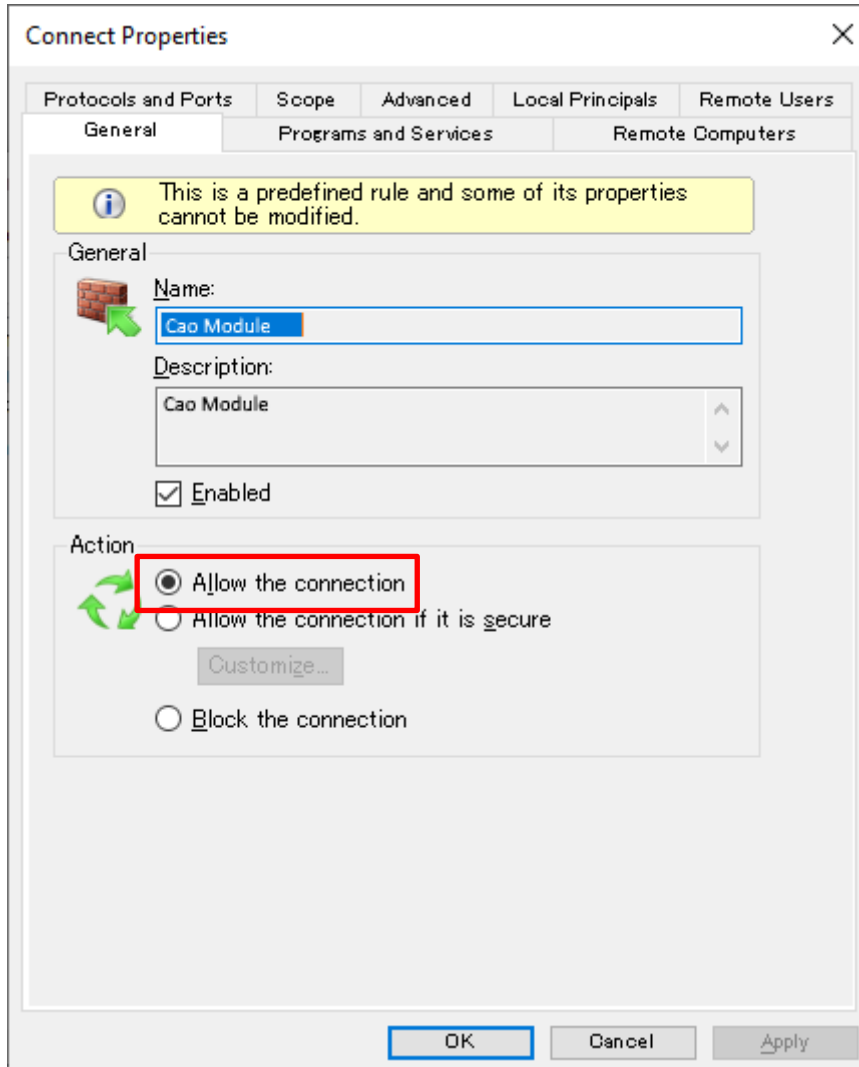 Connect Properties
Protocols and Ports Scope Advanced Local Principals Remote Users
General Programs and Services Remote Computers
This is a predefined rule and some of its properties
cannot be modified.
General
Name:
Cao Module
Description:
Cao Module
Enabled
Action
Allow the connection
Allow the connection if it is secure
Customize...
Block the connection
OK Cancel Apply